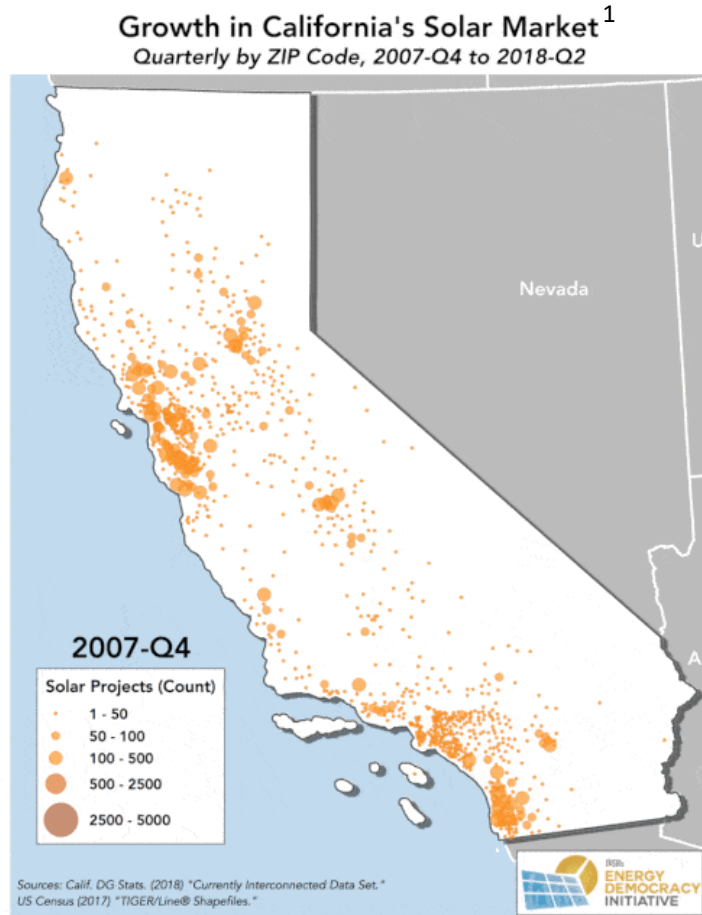 Growth in California's Solar Market1
Quarterly by ZIP Code, 2007-Q4 to 2018-Q2
U
Nevada
2007-Q4
A
Solar Projects (Count)
1 - 50
50 - 100
100 - 500
500 - 2500
2500 - 5000
Sources: Calif. DG Stats. (2018) "Currently Interconnected Data Set."
US Census (2017) "TIGER/Line® Shapefiles."
ILSR's
ENERGY
DEMOCRACY
INITIATIVE